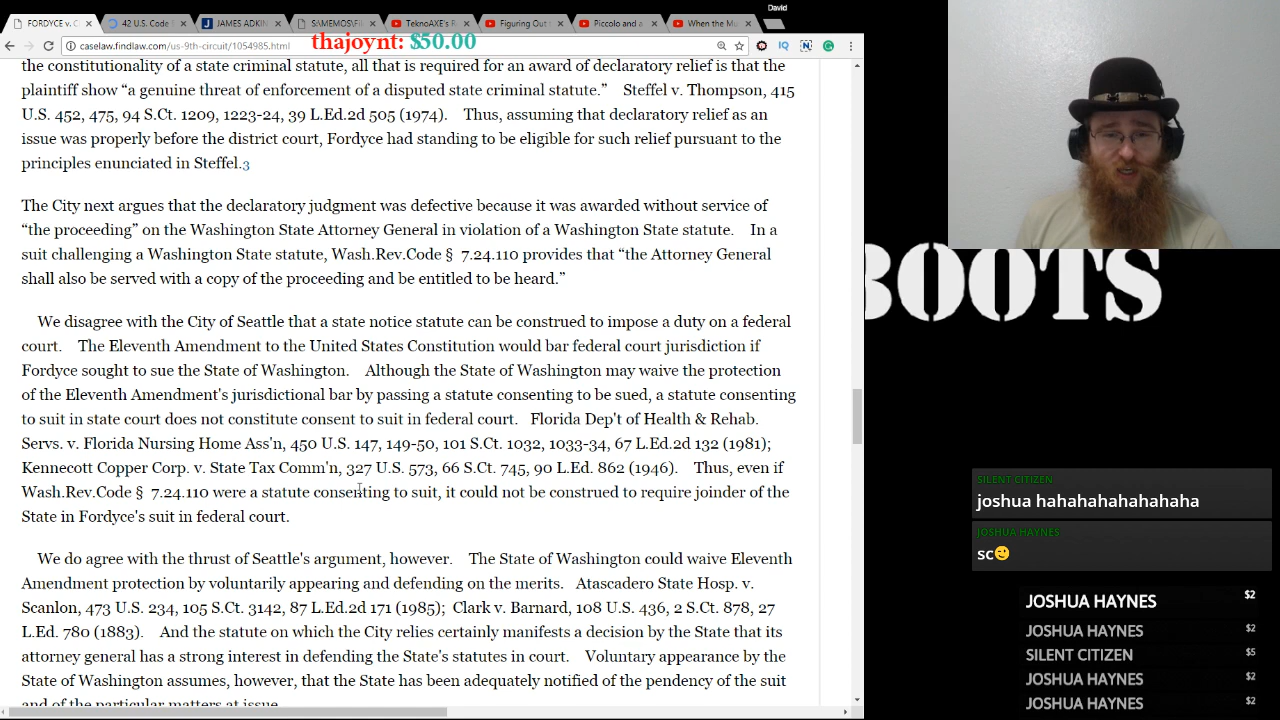 David
FORDYCE v. C
42 U.S. Code
JAMES ADKIN
S:\MEMOS\FI
TeknoAXE's R
Figuring Out
Piccolo and a
When the Mu
caselaw.findlaw.com/us-9th-circuit/1054985.html
thajoynt: $50.00
the constitutionality of a state criminal statute, all that is required for an award of declaratory relief is that the
plaintiff show “a genuine threat of enforcement of a disputed state criminal statute.” Steffel v. Thompson, 415
U.S. 452, 475, 94 S.Ct. 1209, 1223-24, 39 L.Ed.2d 505 (1974). Thus, assuming that declaratory relief as an
issue was properly before the district court, Fordyce had standing to be eligible for such relief pursuant to the
principles enunciated in Steffel.3
The City next argues that the declaratory judgment was defective because it was awarded without service of
“the proceeding” on the Washington State Attorney General in violation of a Washington State statute. In a
suit challenging a Washington State statute, Wash.Rev.Code § 7.24.110 provides that “the Attorney General
shall also be served with a copy of the proceeding and be entitled to be heard.”
We disagree with the City of Seattle that a state notice statute can be construed to impose a duty on a federal
court. The Eleventh Amendment to the United States Constitution would bar federal court jurisdiction if
Fordyce sought to sue the State of Washington. Although the State of Washington may waive the protection
of the Eleventh Amendment's jurisdictional bar by passing a statute consenting to be sued, a statute consenting
to suit in state court does not constitute consent to suit in federal court. Florida Dep't of Health & Rehab.
Servs. v. Florida Nursing Home Ass'n, 450 U.S. 147, 149-50, 101 S.Ct. 1032, 1033-34, 67 L.Ed.2d 132 (1981);
Kennecott Copper Corp. v. State Tax Comm'n, 327 U.S. 573, 66 S.Ct. 745, 90 L.Ed. 862 (1946). Thus, even if
Wash.Rev.Code § 7.24.110 were a statute consenting to suit, it could not be construed to require joinder of the
State in Fordyce's suit in federal court.
We do agree with the thrust of Seattle's argument, however. The State of Washington could waive Eleventh
Amendment protection by voluntarily appearing and defending on the merits. Atascadero State Hosp. v.
Scanlon, 473 U.S. 234, 105 S.Ct. 3142, 87 L.Ed.2d 171 (1985); Clark v. Barnard, 108 U.S. 436, 2 S.Ct. 878, 27
L.Ed. 780 (1883). And the statute on which the City relies certainly manifests a decision by the State that its
attorney general has a strong interest in defending the State's statutes in court. Voluntary appearance by the
State of Washington assumes, however, that the State has been adequately notified of the pendency of the suit
and of the particular matters at issue.
BOOTS
SILENT CITIZEN
joshua hahahahahahaha
JOSHUA HAYNES
sc
JOSHUA HAYNES $2
JOSHUA HAYNES $2
SILENT CITIZEN $5
JOSHUA HAYNES $2
JOSHUA HAYNES $2